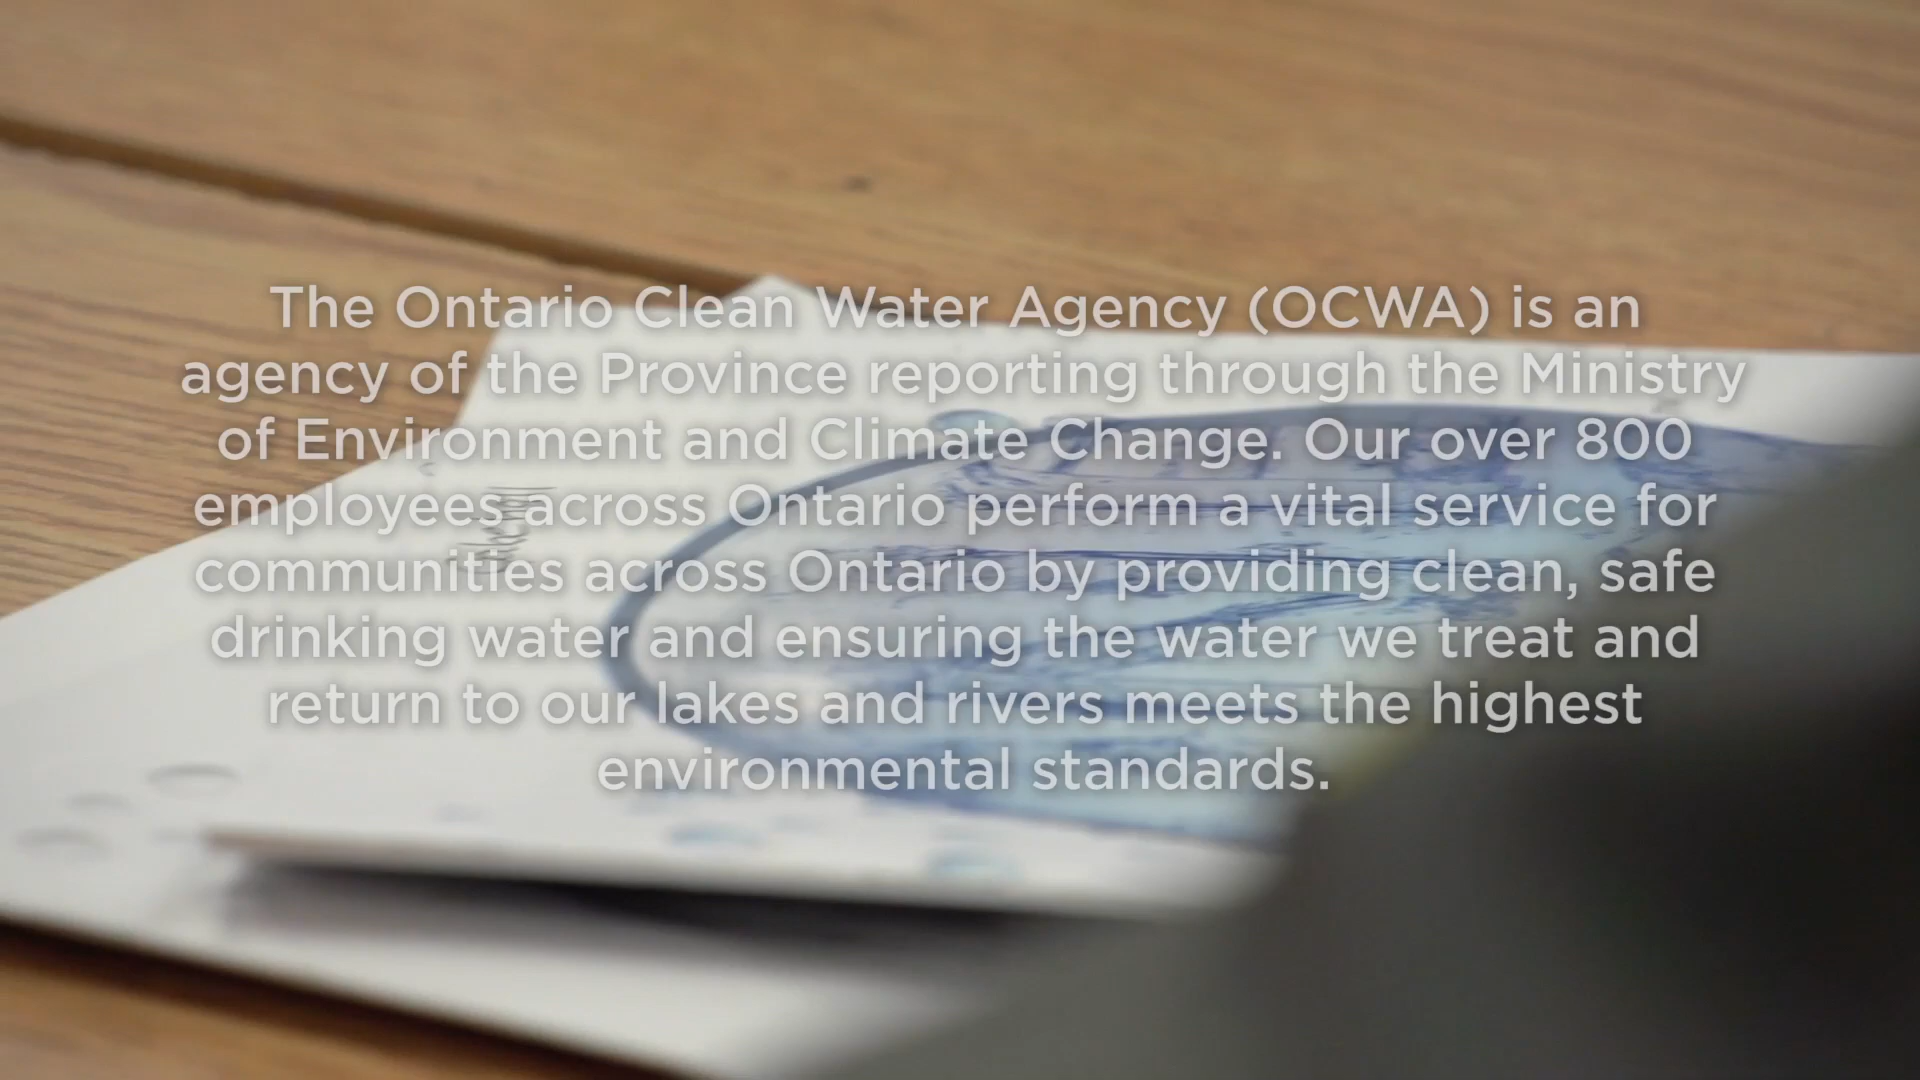 The Ontario Clean Water Agency (OCWA) is an
agency of the Province reporting through the Ministry
of Environment and Climate Change. Our over 800
employees across Ontario perform a vital service for
communities across Ontario by providing clean, safe
drinking water and ensuring the water we treat and
return to our lakes and rivers meets the highest
environmental standards.